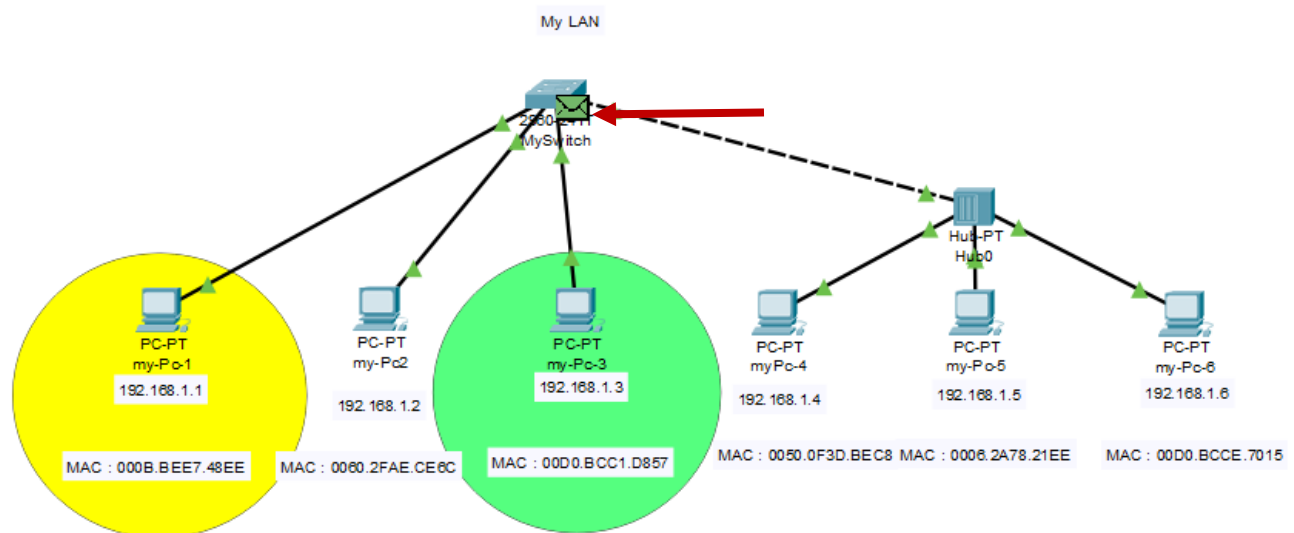 My LAN
MySwitch
Hub-PT
Hub0
PC-PT
my-Pc-1
192.168.1.1
MAC : 000B.BEE7.48EE
PC-PT
my-Pc2
192.168.1.2
MAC : 0060.2FAE.CE6C
PC-PT
my-Pc-3
192.168.1.3
MAC : 00D0.BCC1.D857
PC-PT
myPc-4
192.168.1.4
MAC : 0050.0F3D.BEC8
PC-PT
my-Pc-5
192.168.1.5
MAC : 0006.2A78.21EE
PC-PT
my-Pc-6
192.168.1.6
MAC : 00D0.BCCE.7015